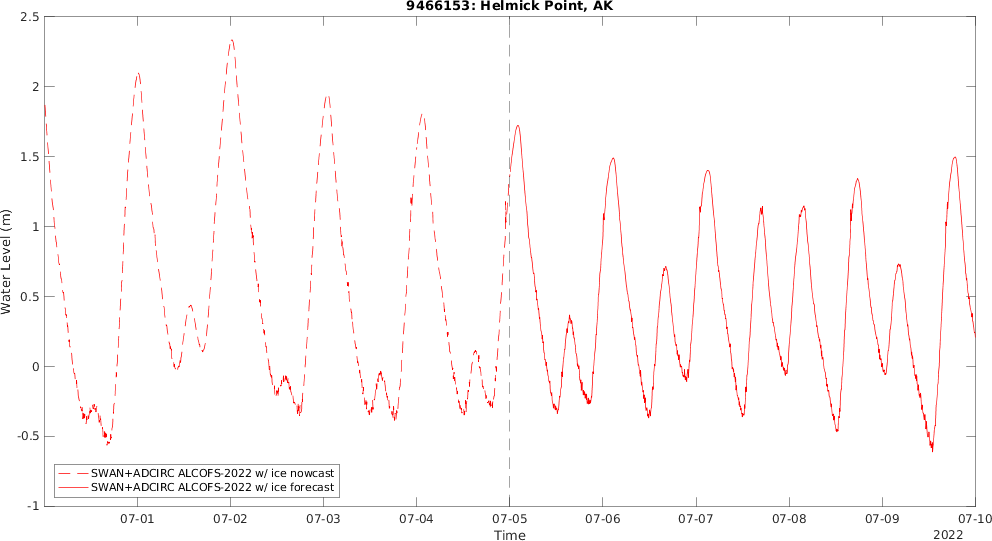 9466153: Helmick Point, AK
2.5
2
1.5
1
0.5
0
-0.5
-1
Water Level (m)
SWAN+ADCIRC ALCOFS-2022 w/ ice nowcast
SWAN+ADCIRC ALCOFS-2022 w/ ice forecast
07-01 07-02 07-03 07-04 07-05 07-06 07-07 07-08 07-09 07-10
Time
2022